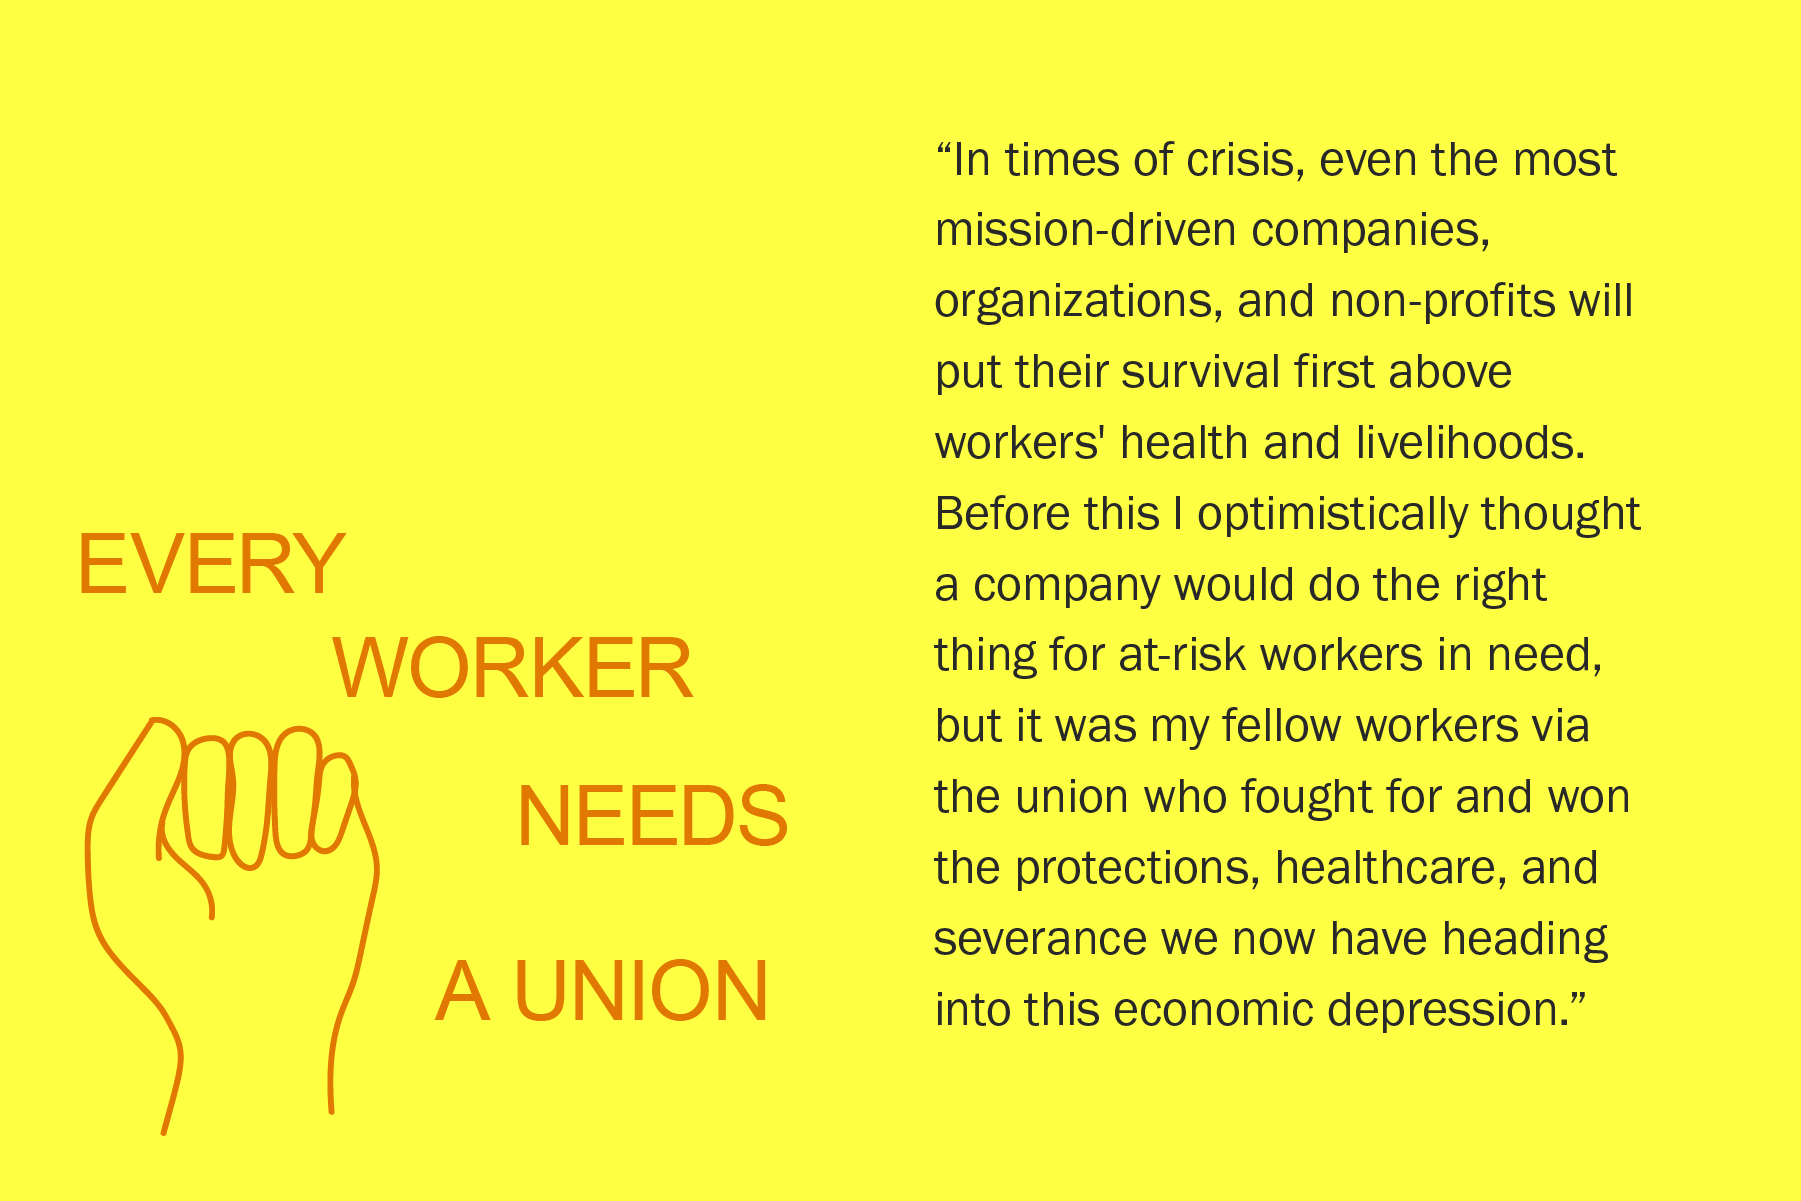 EVERY
WORKER
NEEDS
A UNION
“In times of crisis, even the most
mission-driven companies,
organizations, and non-profits will
put their survival first above
workers' health and livelihoods.
Before this I optimistically thought
a company would do the right
thing for at-risk workers in need,
but it was my fellow workers via
the union who fought for and won
the protections, healthcare, and
severance we now have heading
into this economic depression.”